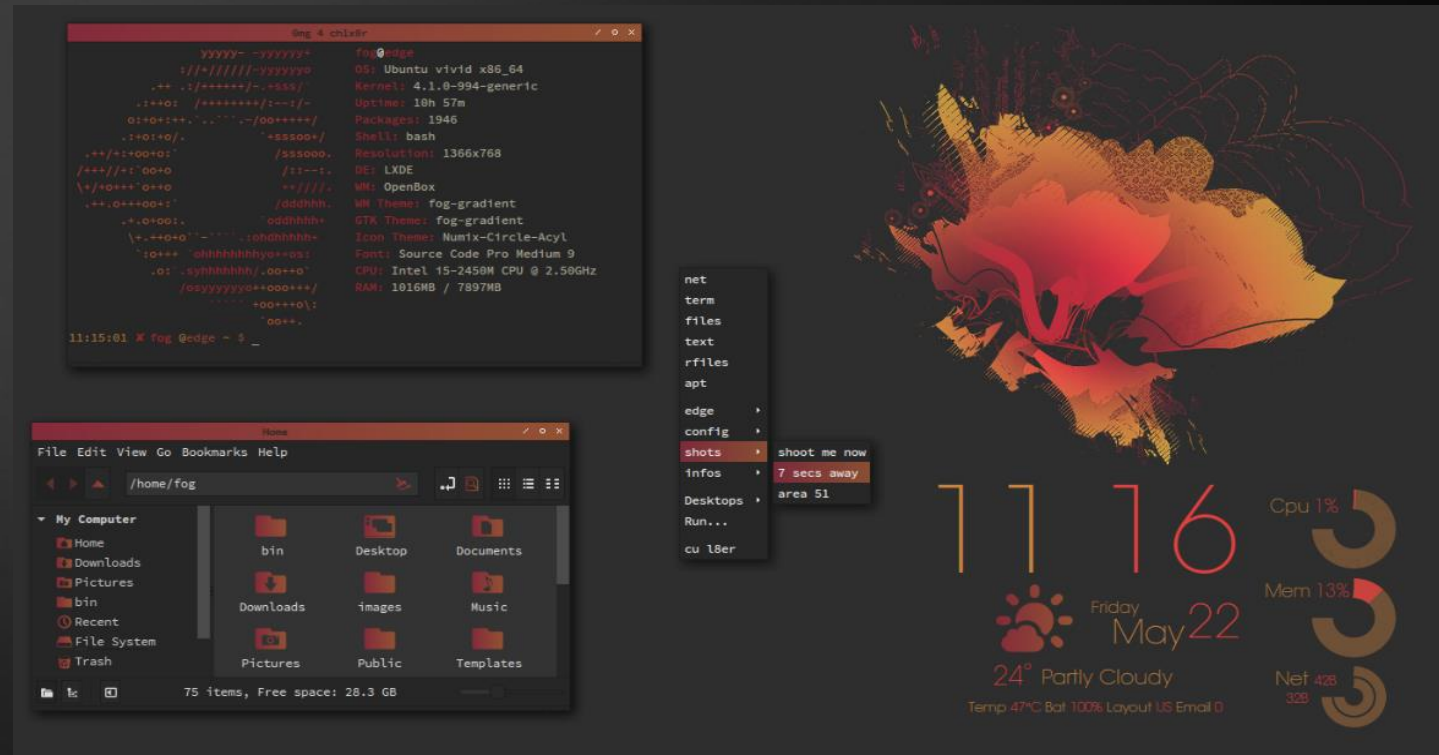 0mg 4 chlx8r
fog@edge
OS: Ubuntu vivid x86_64
Kernel: 4.1.0-994-generic
Uptime: 10h 57m
Packages: 1946
Shell: bash
Resolution: 1366x768
DE: LXDE
WM: OpenBox
WM Theme: fog-gradient
GTK Theme: fog-gradient
Icon Theme: Numix-Circle-Acyl
Font: Source Code Pro Medium 9
CPU: Intel i5-2450M CPU @ 2.50GHz
RAM: 1016MB / 7897MB
11:15:01 ✘ fog @edge ~ $ _
Home
File Edit View Go Bookmarks Help
/home/fog
My Computer
Home
Downloads
Pictures
bin
Recent
File System
Trash
bin Desktop Documents
Downloads images Music
Pictures Public Templates
75 items, Free space: 28.3 GB
net
term
files
text
rfiles
apt
edge
config
shots
infos
Desktops
Run...
cu l8er
shoot me now
7 secs away
area 51
11 16
Friday
May 22
24° Partly Cloudy
Temp 47°C Bat 100% Layout US Email 0
Cpu 1%
Mem 13%
Net 42B
32B